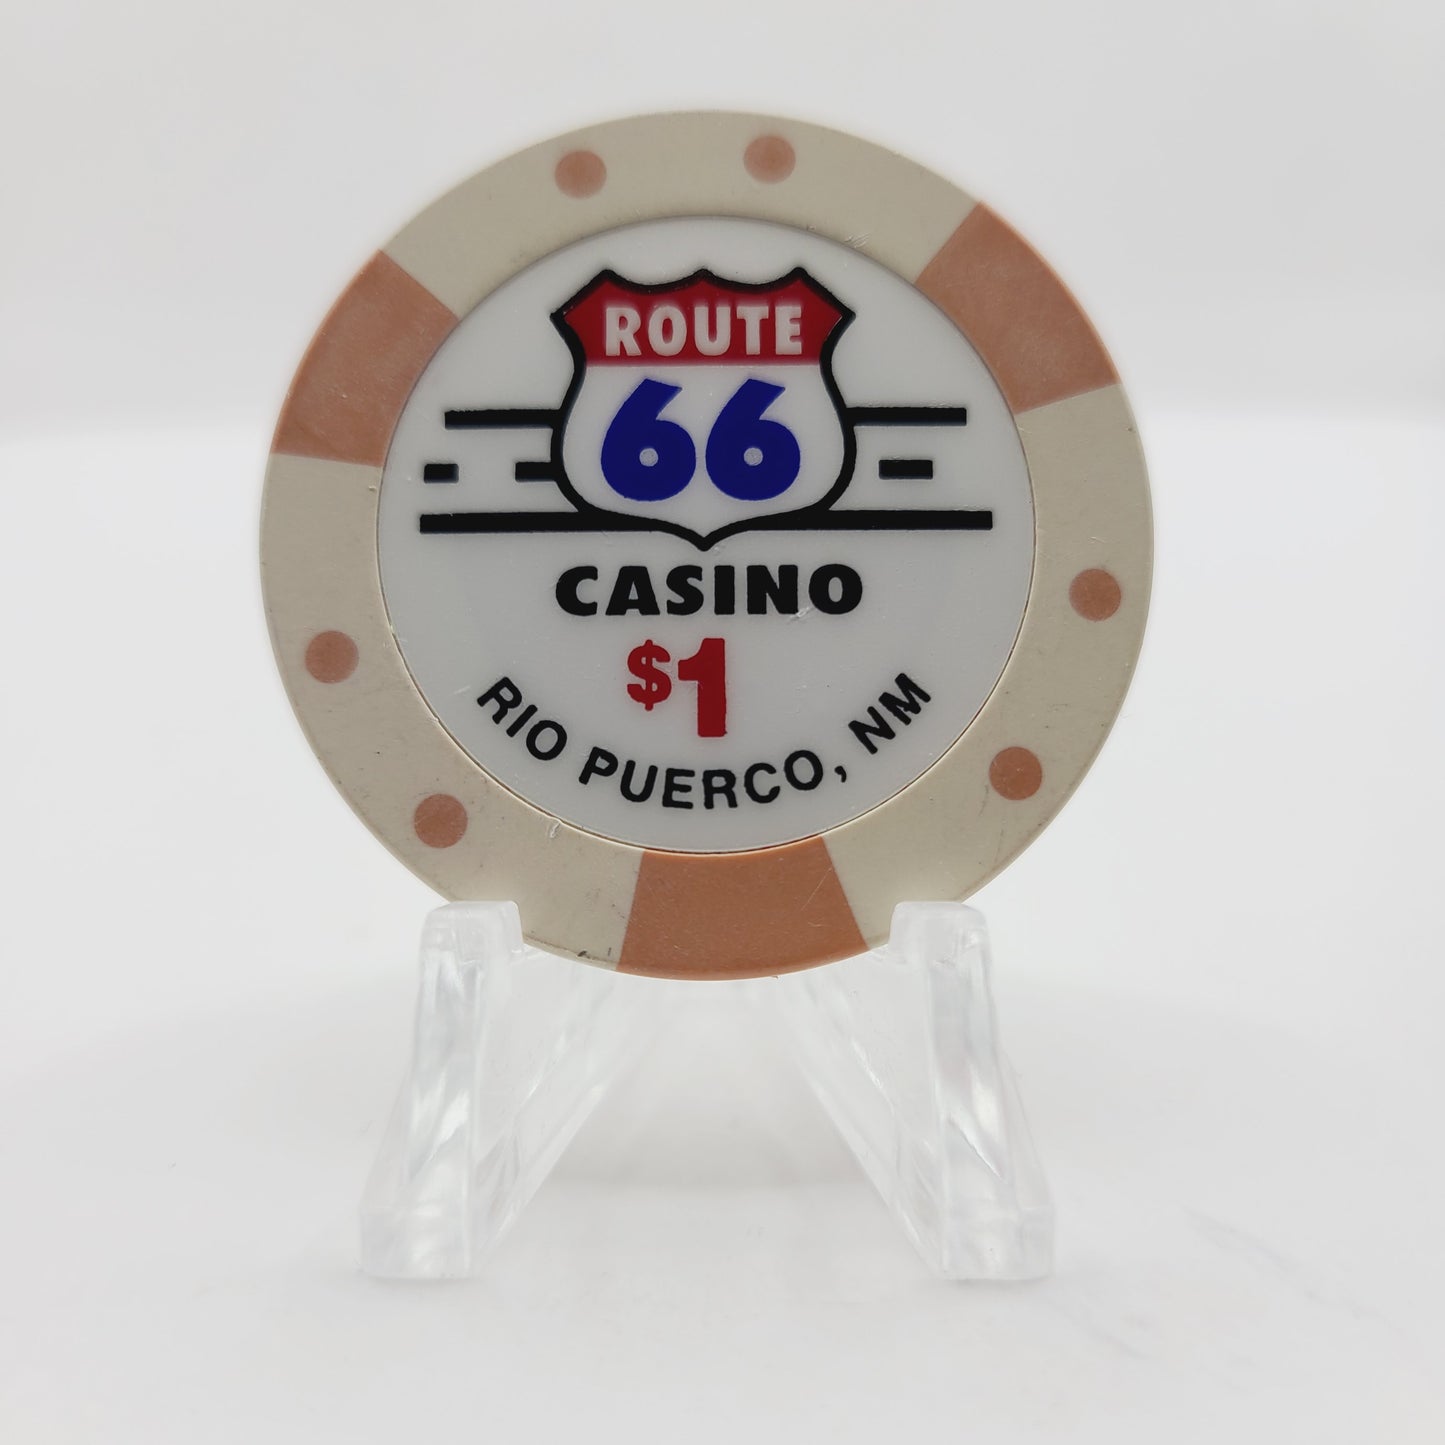 ROUTE
66
CASINO
$1
RIO PUERCO, NM